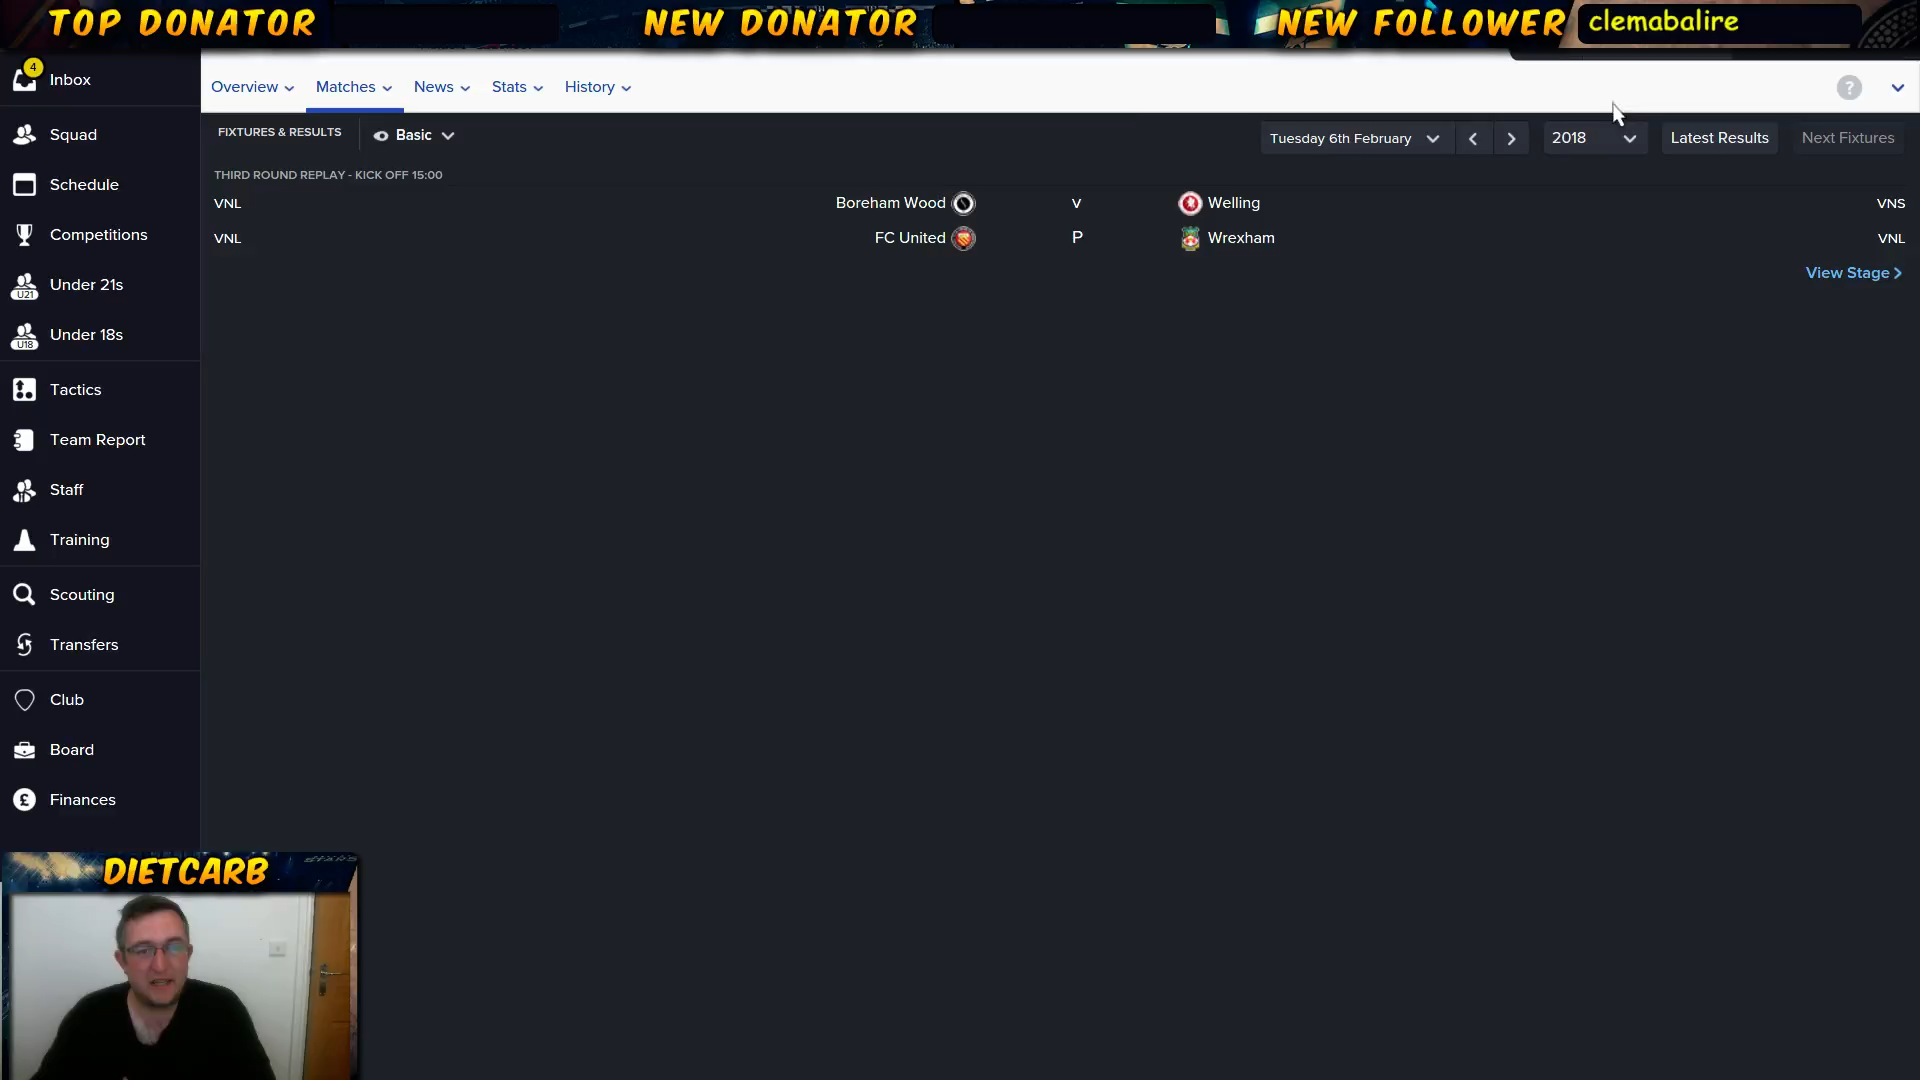 TOP DONATOR NEW DONATOR NEW FOLLOWER clemabalire
4
Inbox
Squad
Schedule
Competitions
U21 Under 21s
U18 Under 18s
Tactics
Team Report
Staff
Training
Scouting
Transfers
Club
Board
£ Finances
Overview Matches News Stats History ?
FIXTURES & RESULTS Basic Tuesday 6th February 2018 Latest Results Next Fixtures
THIRD ROUND REPLAY - KICK OFF 15:00
VNL Boreham Wood v Welling VNS
VNL FC United P Wrexham VNL
View Stage
DIETCARB